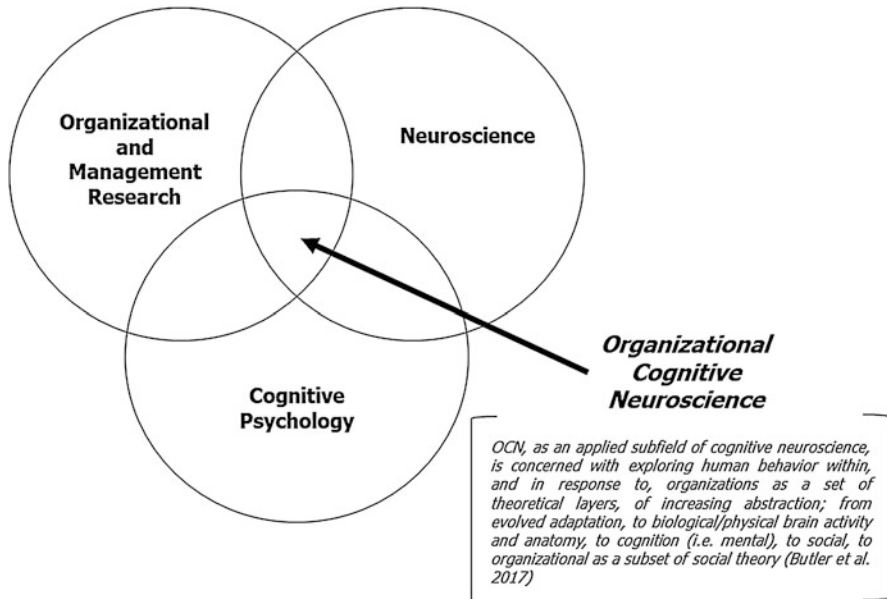 Organizational
and
Management
Research
Neuroscience
Cognitive
Psychology
Organizational
Cognitive
Neuroscience
OCN, as an applied subfield of cognitive neuroscience,
is concerned with exploring human behavior within,
and in response to, organizations as a set of
theoretical layers, of increasing abstraction; from
evolved adaptation, to biological/physical brain activity
and anatomy, to cognition (i.e. mental), to social, to
organizational as a subset of social theory (Butler et al.
2017)